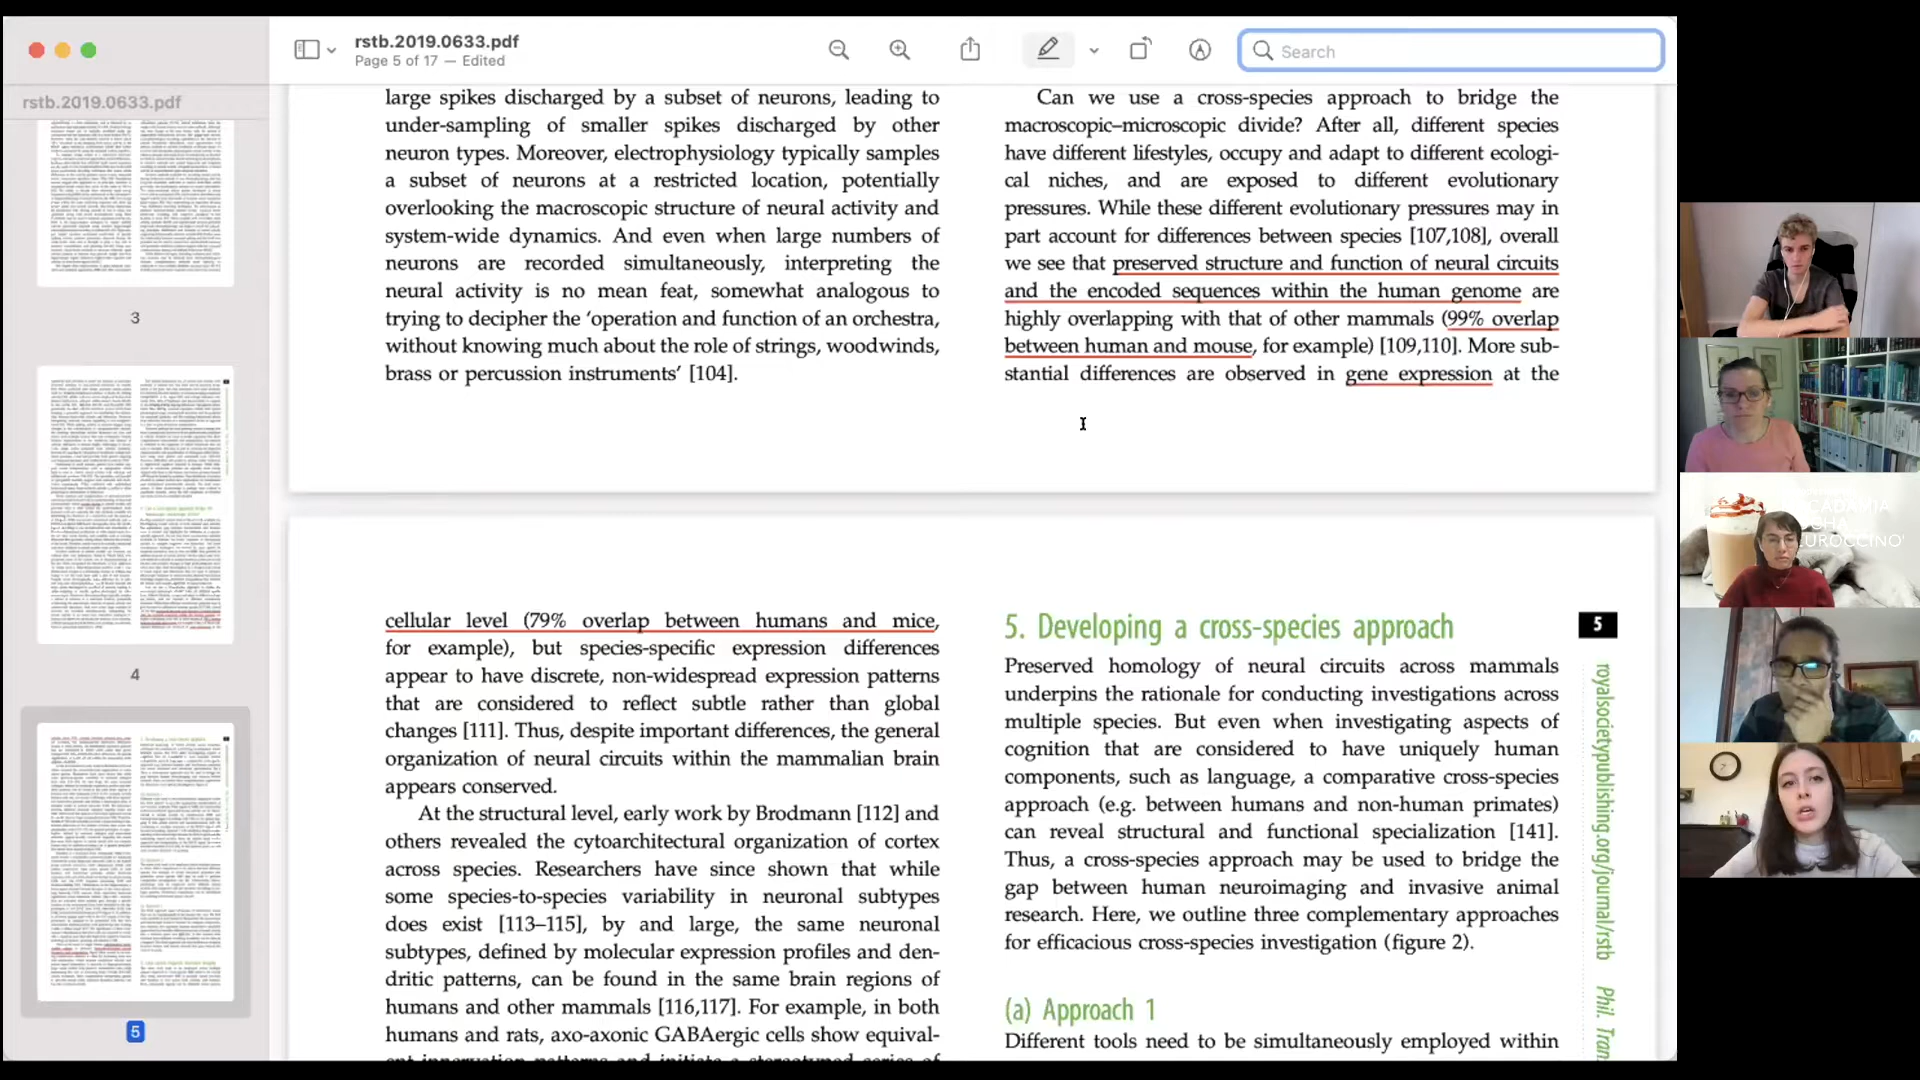 rstb.2019.0633.pdf
Page 5 of 17 — Edited
Search
rstb.2019.0633.pdf
3
4
5
large spikes discharged by a subset of neurons, leading to
under-sampling of smaller spikes discharged by other
neuron types. Moreover, electrophysiology typically samples
a subset of neurons at a restricted location, potentially
overlooking the macroscopic structure of neural activity and
system-wide dynamics. And even when large numbers of
neurons are recorded simultaneously, interpreting the
neural activity is no mean feat, somewhat analogous to
trying to decipher the ‘operation and function of an orchestra,
without knowing much about the role of strings, woodwinds,
brass or percussion instruments’ [104].
Can we use a cross-species approach to bridge the
macroscopic–microscopic divide? After all, different species
have different lifestyles, occupy and adapt to different ecologi-
cal niches, and are exposed to different evolutionary
pressures. While these different evolutionary pressures may in
part account for differences between species [107,108], overall
we see that preserved structure and function of neural circuits
and the encoded sequences within the human genome are
highly overlapping with that of other mammals (99% overlap
between human and mouse, for example) [109,110]. More sub-
stantial differences are observed in gene expression at the
cellular level (79% overlap between humans and mice,
for example), but species-specific expression differences
appear to have discrete, non-widespread expression patterns
that are considered to reflect subtle rather than global
changes [111]. Thus, despite important differences, the general
organization of neural circuits within the mammalian brain
appears conserved.
At the structural level, early work by Brodmann [112] and
others revealed the cytoarchitectural organization of cortex
across species. Researchers have since shown that while
some species-to-species variability in neuronal subtypes
does exist [113–115], by and large, the same neuronal
subtypes, defined by molecular expression profiles and den-
dritic patterns, can be found in the same brain regions of
humans and other mammals [116,117]. For example, in both
humans and rats, axo-axonic GABAergic cells show equival-
ent innervation patterns and initiate a stereotyped series of
5. Developing a cross-species approach
Preserved homology of neural circuits across mammals
underpins the rationale for conducting investigations across
multiple species. But even when investigating aspects of
cognition that are considered to have uniquely human
components, such as language, a comparative cross-species
approach (e.g. between humans and non-human primates)
can reveal structural and functional specialization [141].
Thus, a cross-species approach may be used to bridge the
gap between human neuroimaging and invasive animal
research. Here, we outline three complementary approaches
for efficacious cross-species investigation (figure 2).
(a) Approach 1
Different tools need to be simultaneously employed within
5
royalsocietypublishing.org/journal/rstb Phil. Tran
CADAMIA
UROCCINO'